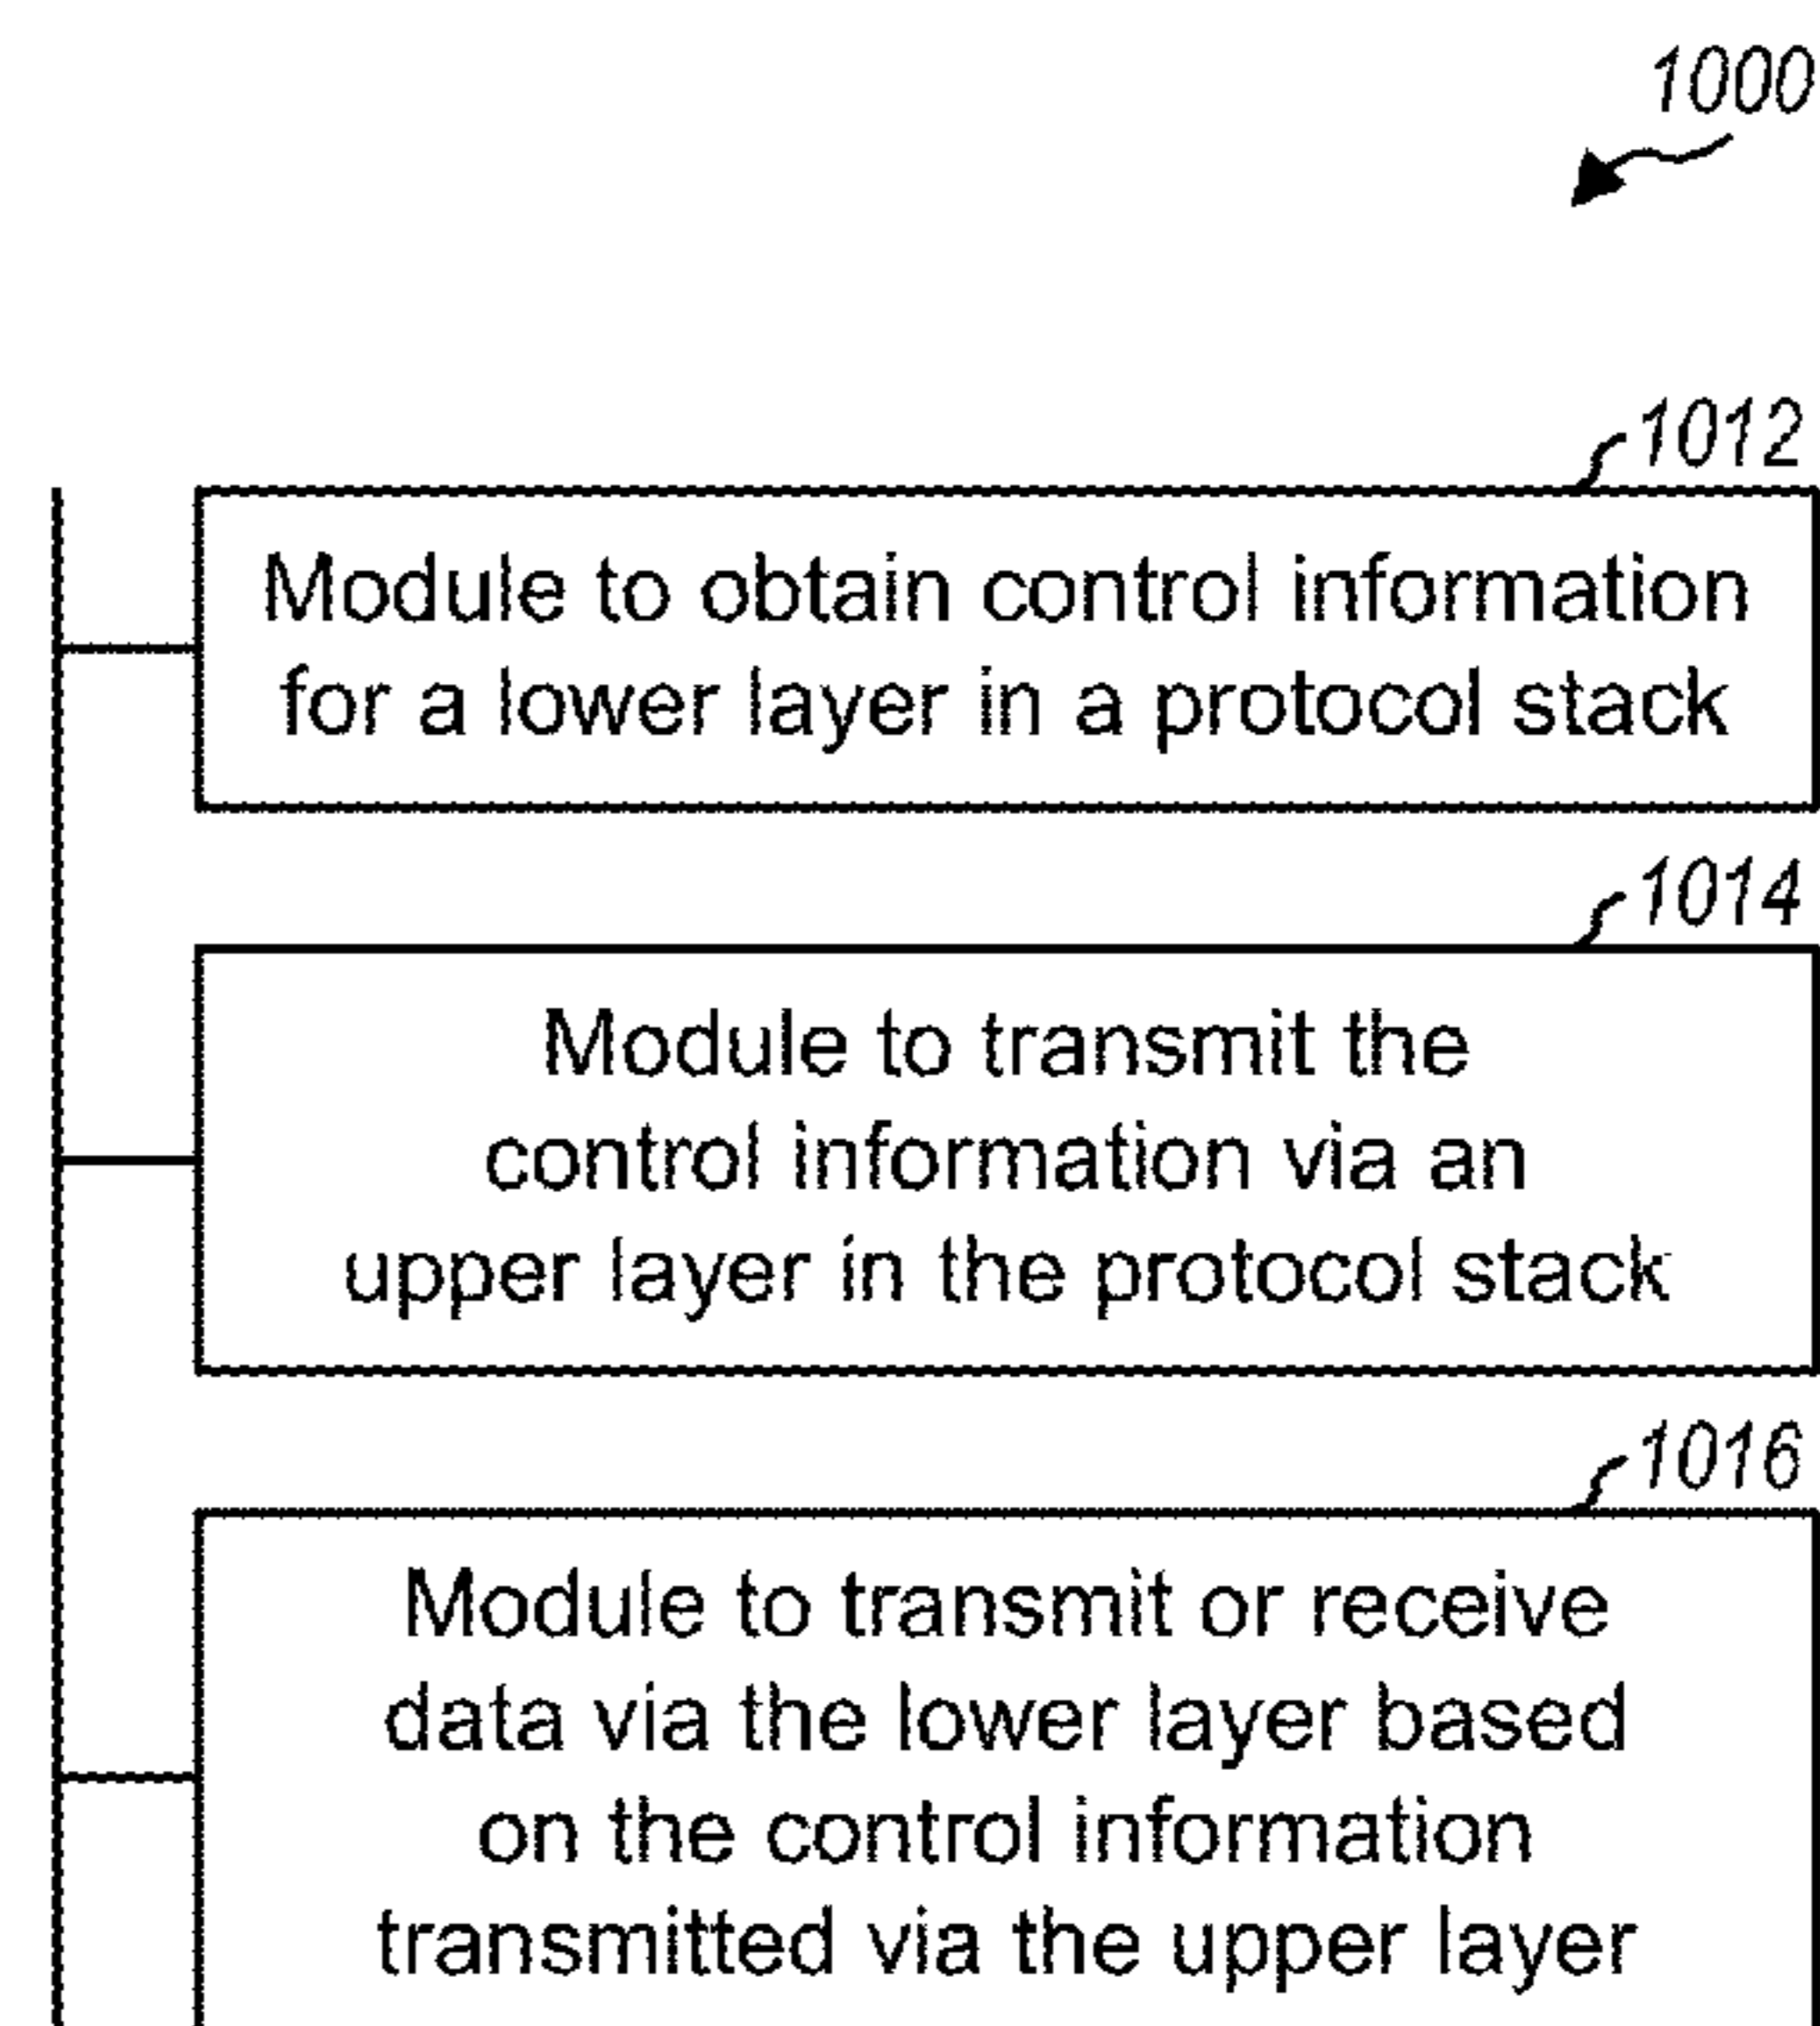 1000
1012
Module to obtain control information
for a lower layer in a protocol stack
1014
Module to transmit the
control information via an
upper layer in the protocol stack
1016
Module to transmit or receive
data via the lower layer based
on the control information
transmitted via the upper layer